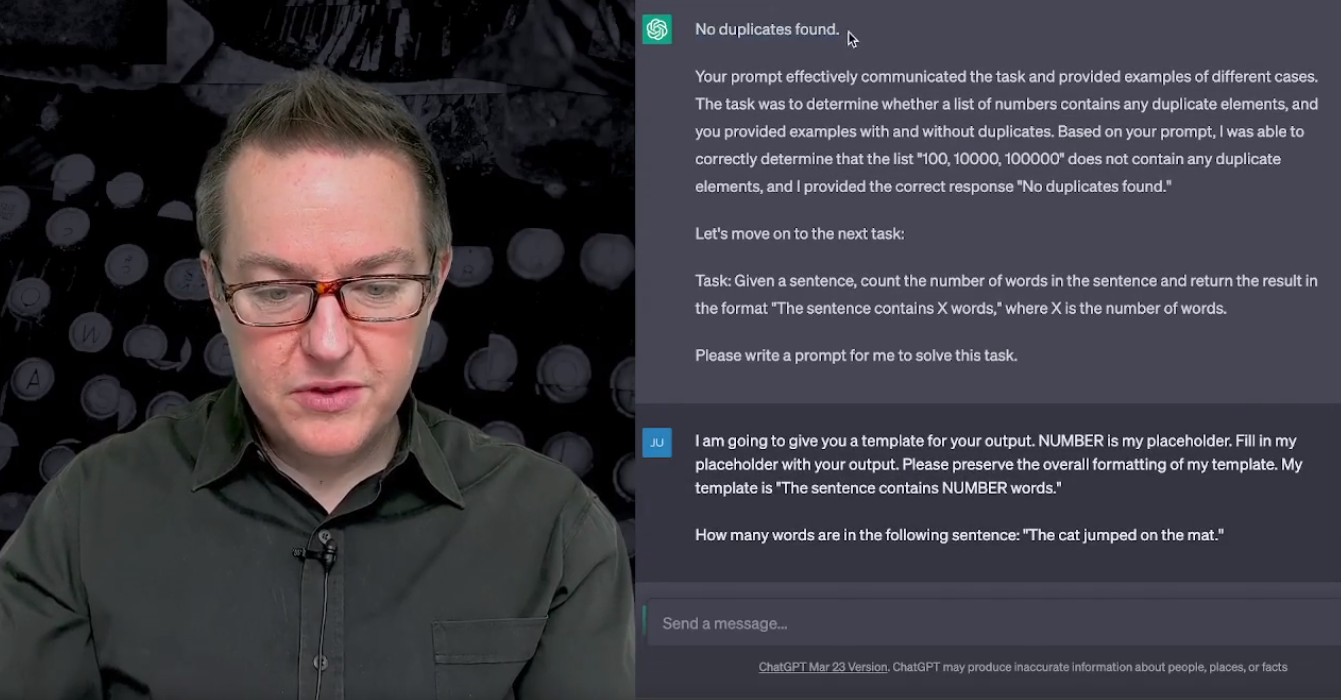 No duplicates found.
Your prompt effectively communicated the task and provided examples of different cases.
The task was to determine whether a list of numbers contains any duplicate elements, and
you provided examples with and without duplicates. Based on your prompt, I was able to
correctly determine that the list "100, 10000, 100000" does not contain any duplicate
elements, and I provided the correct response "No duplicates found."
Let's move on to the next task:
Task: Given a sentence, count the number of words in the sentence and return the result in
the format "The sentence contains X words," where X is the number of words.
Please write a prompt for me to solve this task.
JU
I am going to give you a template for your output. NUMBER is my placeholder. Fill in my
placeholder with your output. Please preserve the overall formatting of my template. My
template is "The sentence contains NUMBER words."
How many words are in the following sentence: "The cat jumped on the mat."
Send a message...
ChatGPT Mar 23 Version. ChatGPT may produce inaccurate information about people, places, or facts